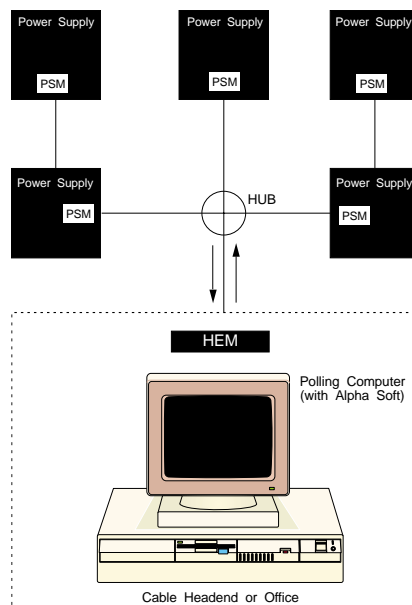 Power Supply
PSM
Power Supply
PSM
Power Supply
PSM
Power Supply
PSM
HUB
Power Supply
PSM
HEM
Polling Computer
(with Alpha Soft)
Cable Headend or Office